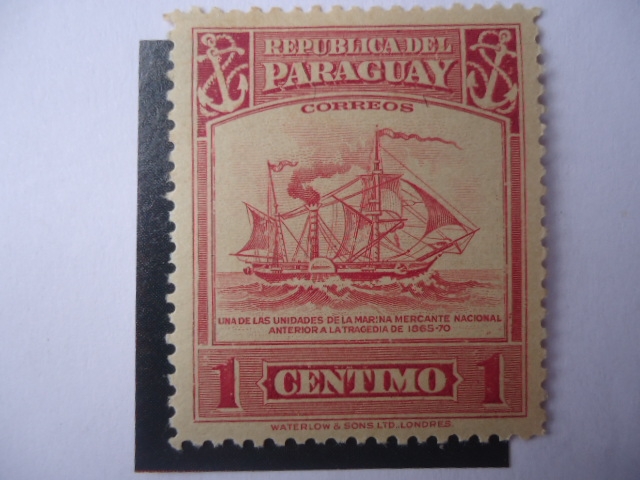 REPUBLICA DEL
PARAGUAY
CORREOS
UNA DE LAS UNIDADES DE LA MARINA MERCANTE NACIONAL
ANTERIOR A LA TRAGEDIA DE 1865-70
1 CENTIMO 1
WATERLOW & SONS LTD. LONDRES.